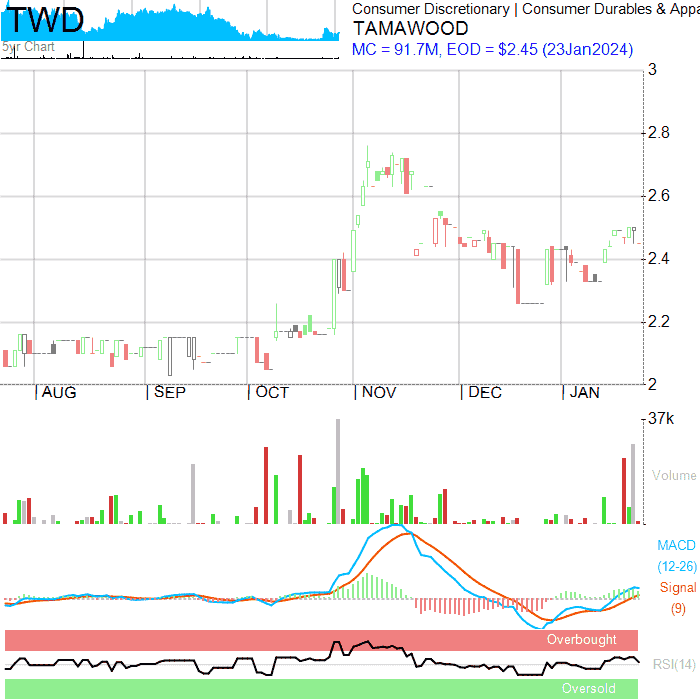 TWD
5yr Chart
Consumer Discretionary | Consumer Durables & Appa
TAMAWOOD
MC = 91.7M, EOD = $2.45 (23Jan2024)
3
2.8
2.6
2.4
2.2
2
AUG
SEP
OCT
NOV
DEC
JAN
37k
Volume
MACD
(12-26)
Signal
(9)
Overbought
RSI(14)
Oversold